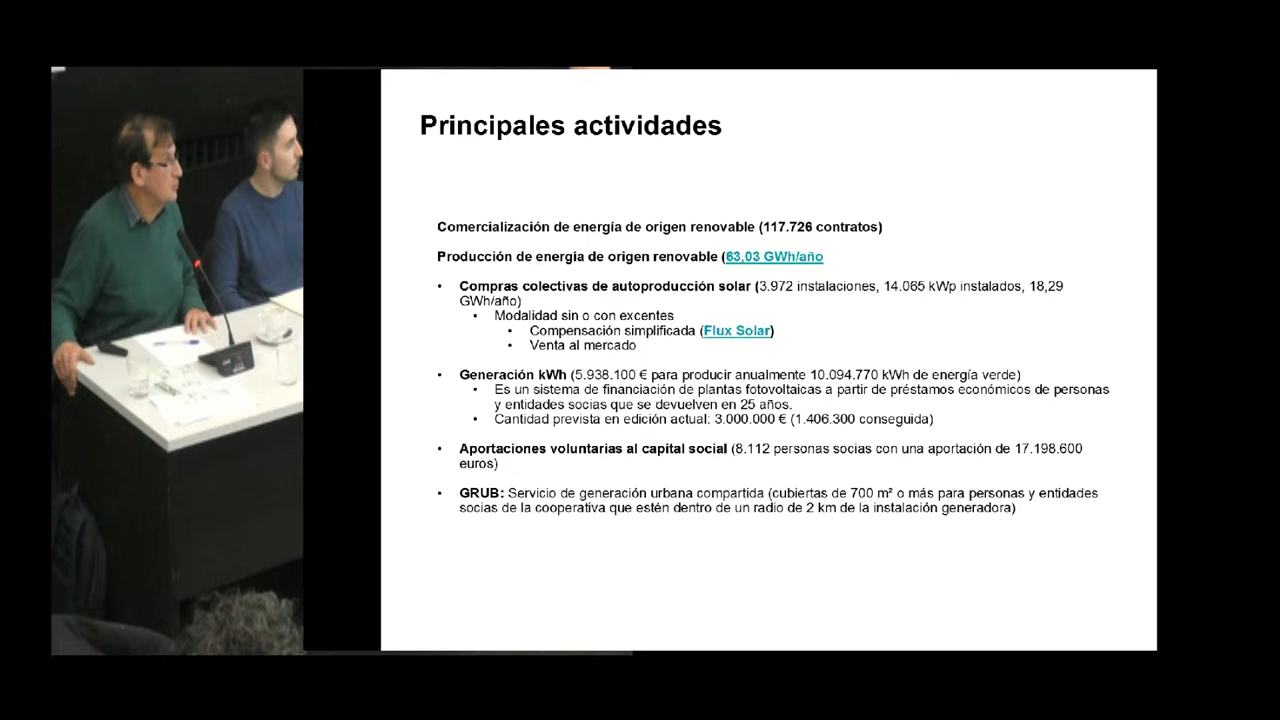 Principales actividades
Comercialización de energía de origen renovable (117.726 contratos)
Producción de energía de origen renovable (63,03 GWh/año
• Compras colectivas de autoproducción solar (3.972 instalaciones, 14.065 kWp instalados, 18,29
GWh/año)
• Modalidad sin o con excentes
• Compensación simplificada (Flux Solar)
• Venta al mercado
• Generación kWh (5.938.100 € para producir anualmente 10.094.770 kWh de energía verde)
• Es un sistema de financiación de plantas fotovoltaicas a partir de préstamos económicos de personas
y entidades socias que se devuelven en 25 años.
• Cantidad prevista en edición actual: 3.000.000 € (1.406.300 conseguida)
• Aportaciones voluntarias al capital social (8.112 personas socias con una aportación de 17.198.600
euros)
• GRUB: Servicio de generación urbana compartida (cubiertas de 700 m² o más para personas y entidades
socias de la cooperativa que estén dentro de un radio de 2 km de la instalación generadora)